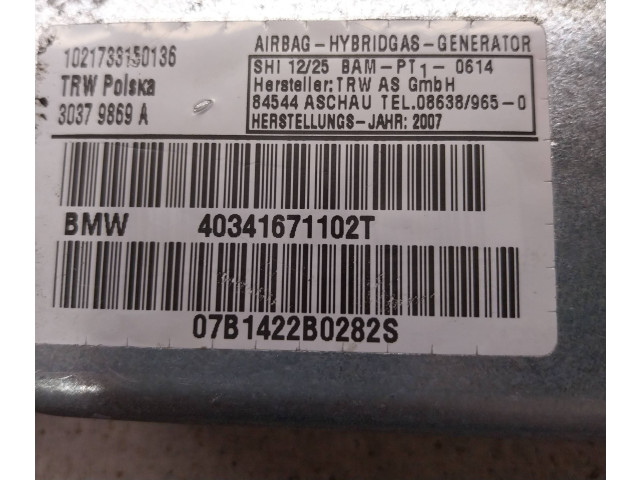 1021733150136
TRW Polska
3037 9869 A
AIRBAG-HYBRIDGAS-GENERATOR
SHI 12/25 BAM-PT1-0614
Hersteller:TRW AS GmbH
84544 ASCHAU TEL.08638/965-0
HERSTELLUNGS-JAHR: 2007
BMW 40341671102T
07B1422B0282S